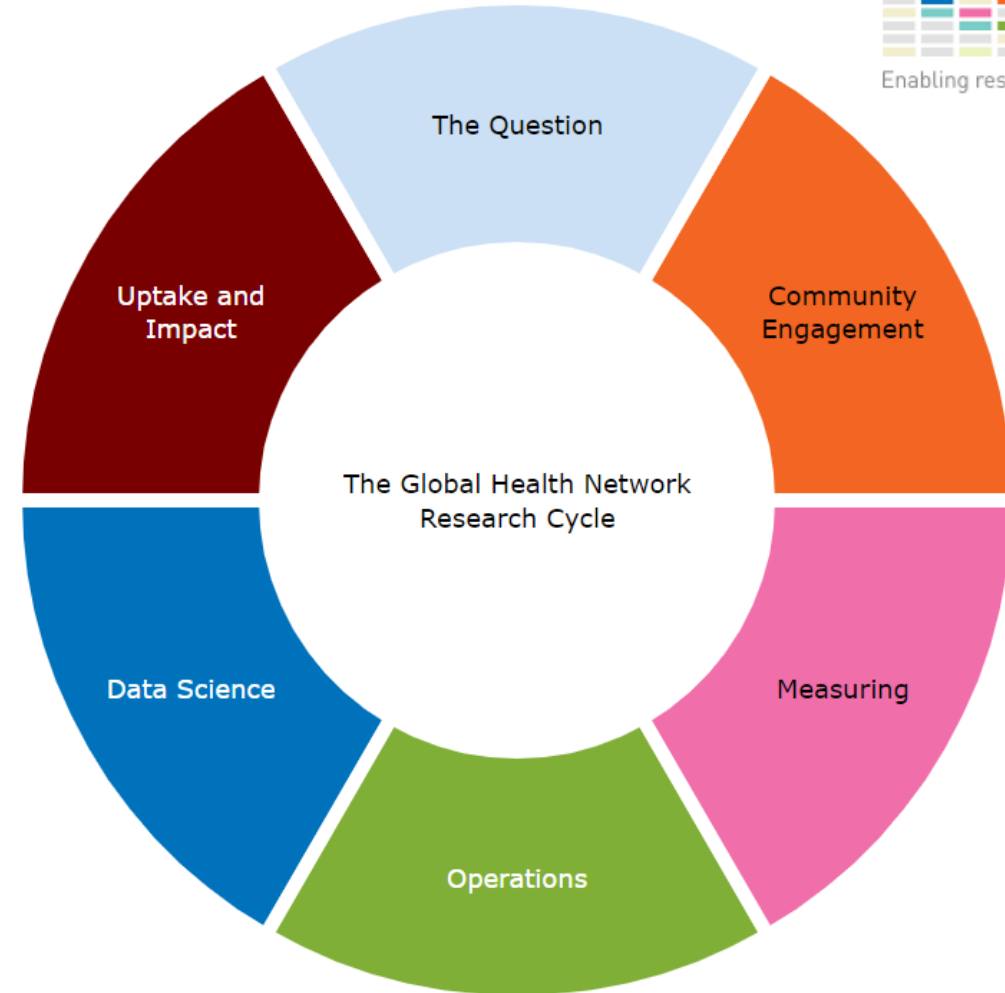 Enabling res
The Question
Uptake and
Impact
Community
Engagement
The Global Health Network
Research Cycle
Data Science
Measuring
Operations